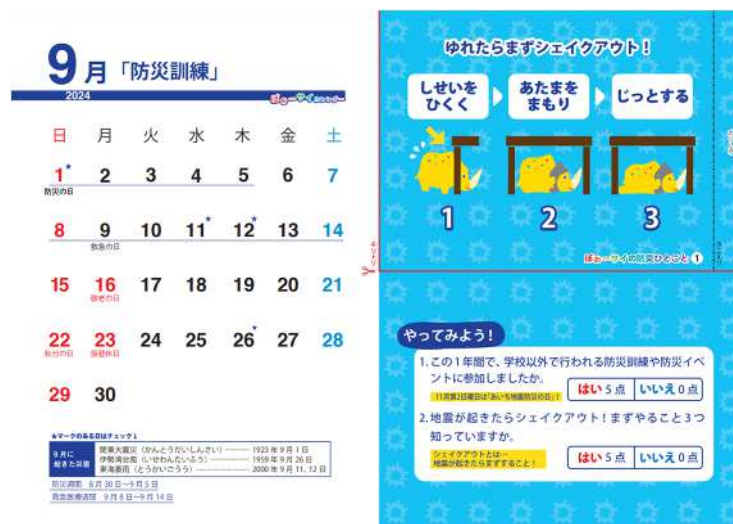 9月「防災訓練」
2024
ぼぉーサイカレンダー
日 月 火 水 木 金 土
1★ 2 3 4 5 6 7
防災の日
8 9 10 11★ 12★ 13 14
救急の日
15 16 17 18 19 20 21
敬老の日
22 23 24 25 26★ 27 28
秋分の日 振替休日
29 30
★マークのある日はチェック↓
9月に
起きた災害
関東大震災（かんとうだいしんさい） 1923年9月1日
伊勢湾台風（いせわんたいふう） 1959年9月26日
東海豪雨（とうかいごうう） 2000年9月11、12日
防災週間 8月30日～9月5日
救急医療週間 9月8日～9月14日
ゆれたらまずシェイクアウト！
しせいを
ひくく
あたまを
まもり
じっとする
1 2 3
ぼぉーサイの防災ひとこと 1
キリトリ
やってみよう！
1. この1年間で、学校以外で行われる防災訓練や防災イベ
ントに参加しましたか。
11月第2日曜日は「あいち地震防災の日」！
はい 5点 いいえ 0点
2. 地震が起きたらシェイクアウト！まずやること3つ
知っていますか。
シェイクアウトとは…
地震が起きたらまずすること！
はい 5点 いいえ 0点